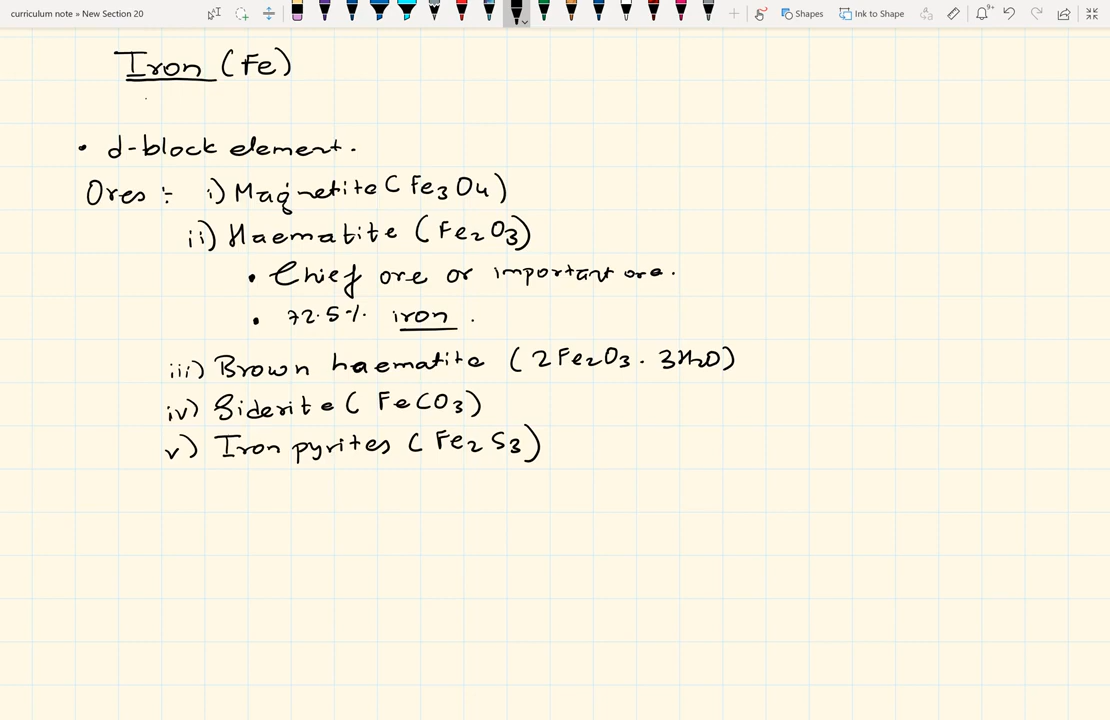 curriculum note » New Section 20
Shapes
Ink to Shape
9+
Iron (Fe)
• d-block element.
Ores :- i) Magnetite ( Fe3O4)
ii) Haematite (Fe2O3)
• Chief ore or important ore.
• 72.5% iron.
iii) Brown haematite (2Fe2O3. 3H2O)
iv) Siderite ( FeCO3)
v) Iron pyrites ( Fe2S3)